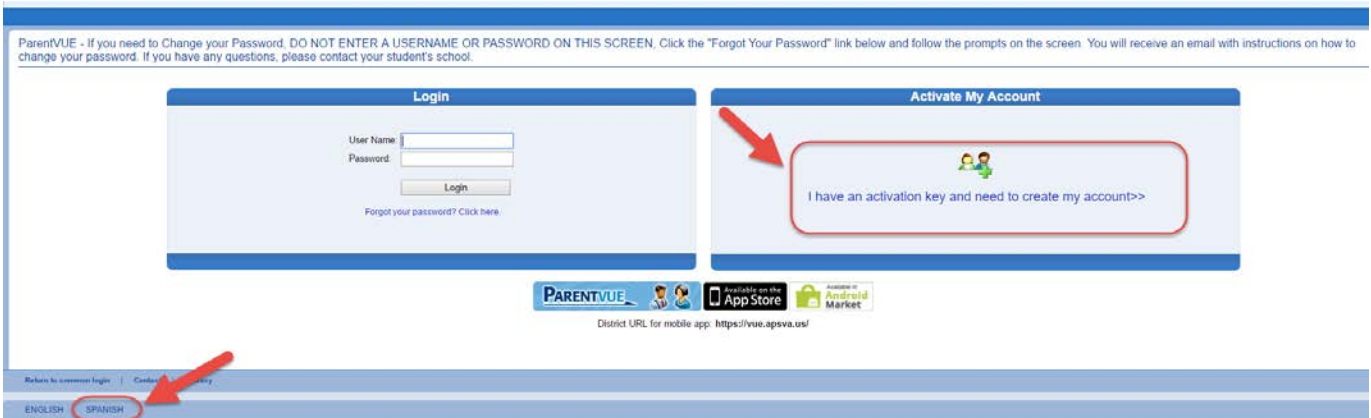 ParentVUE - If you need to Change your Password, DO NOT ENTER A USERNAME OR PASSWORD ON THIS SCREEN, Click the "Forgot Your Password" link below and follow the prompts on the screen. You will receive an email with instructions on how to
change your password. If you have any questions, please contact your student's school.
Login
User Name:
Password:
Login
Forgot your password? Click here.
Activate My Account
I have an activation key and need to create my account>>
PARENTVUE
Available on the
App Store
Available in
Android
Market
District URL for mobile app: https://vue.apsva.us/
Return to common login |
ENGLISH SPANISH